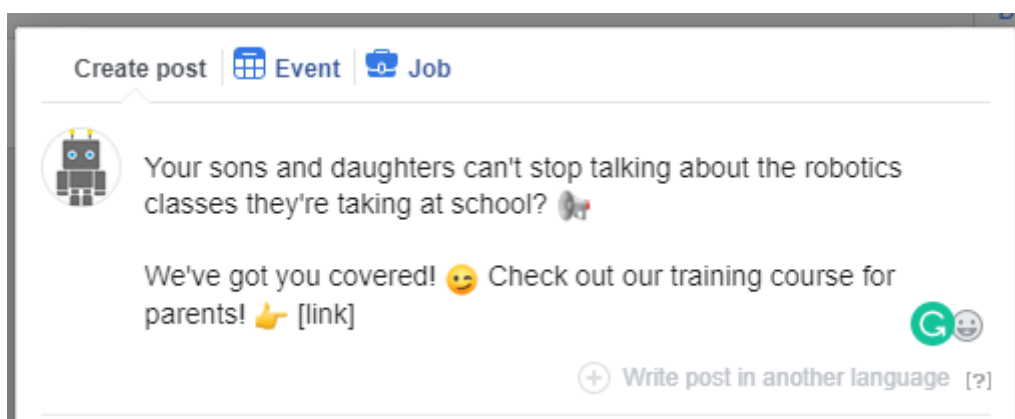 Create post Event Job
Your sons and daughters can't stop talking about the robotics
classes they're taking at school? 📢
We've got you covered! 😉 Check out our training course for
parents! 👉 [link]
Write post in another language [?]